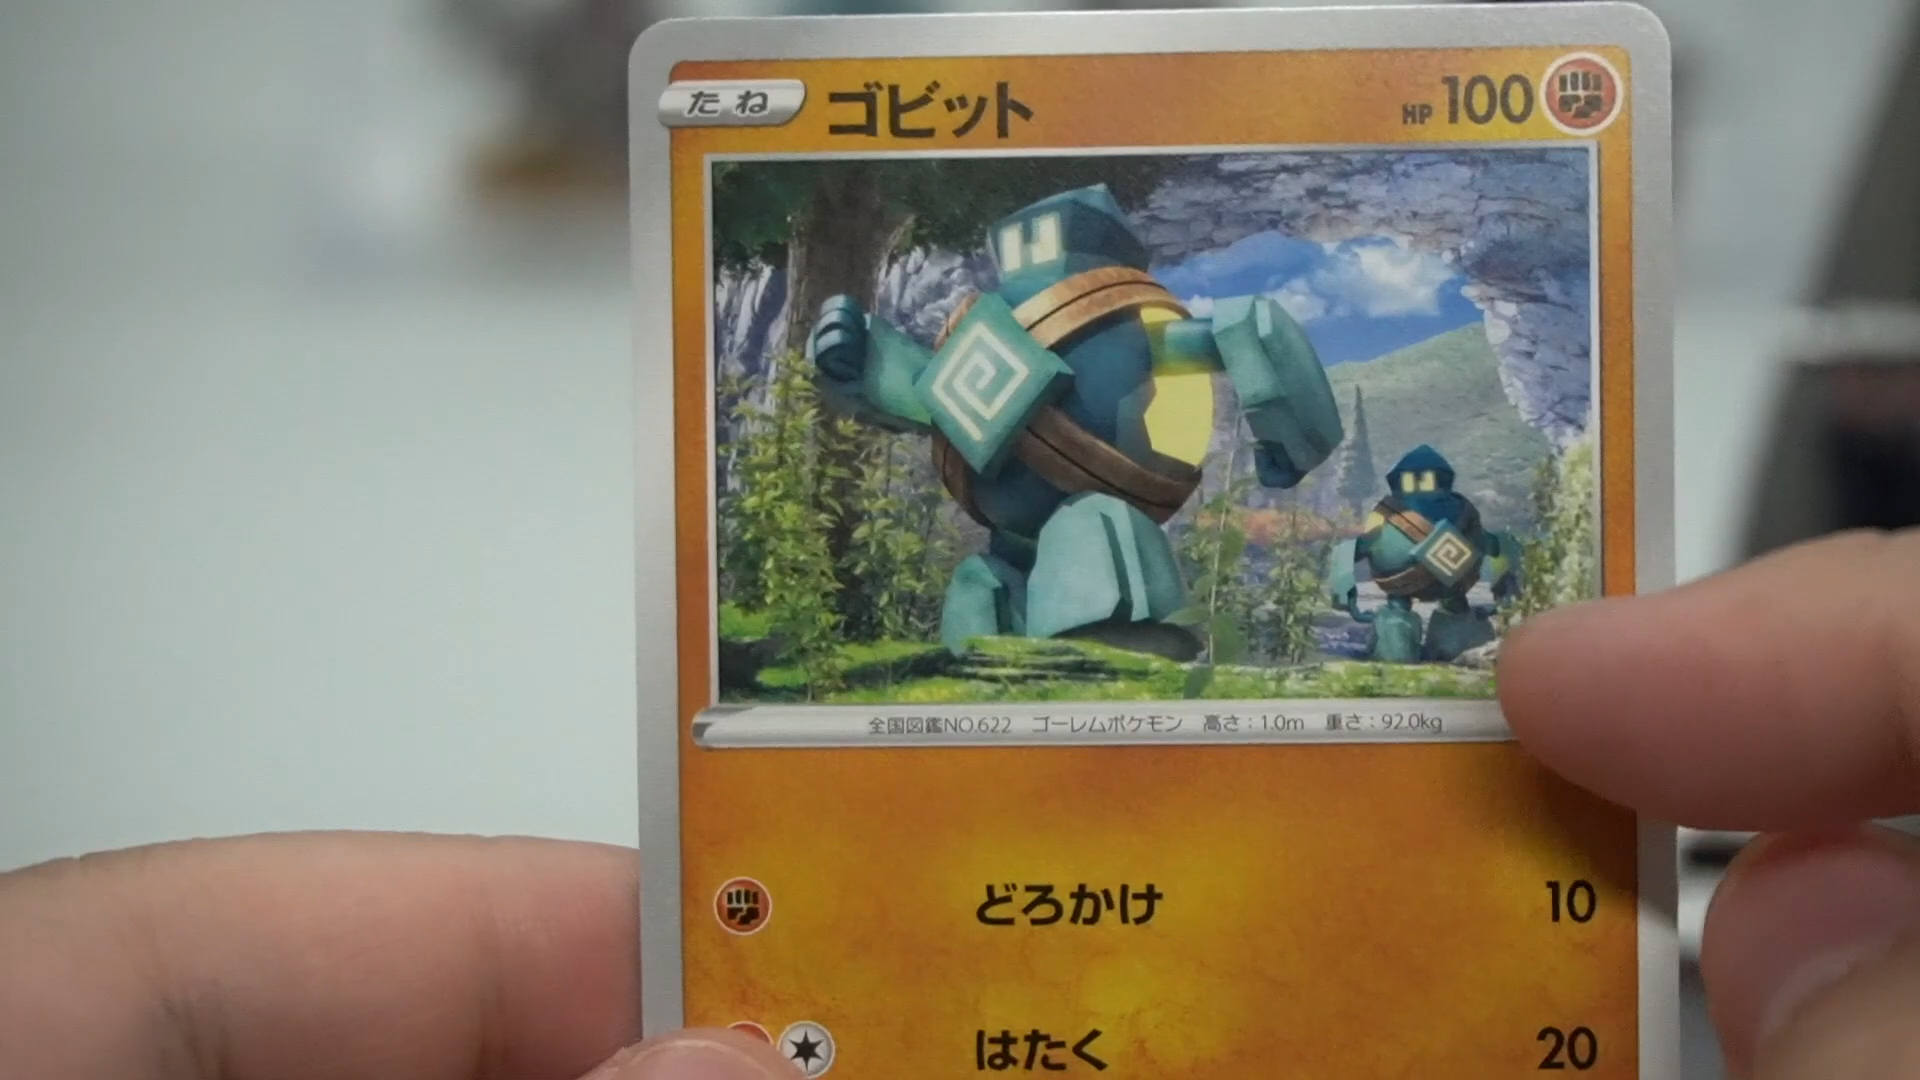 たね ゴビット HP 100
全国図鑑NO.622 ゴーレムポケモン 高さ:1.0m 重さ:92.0kg
どろかけ 10
はたく 20